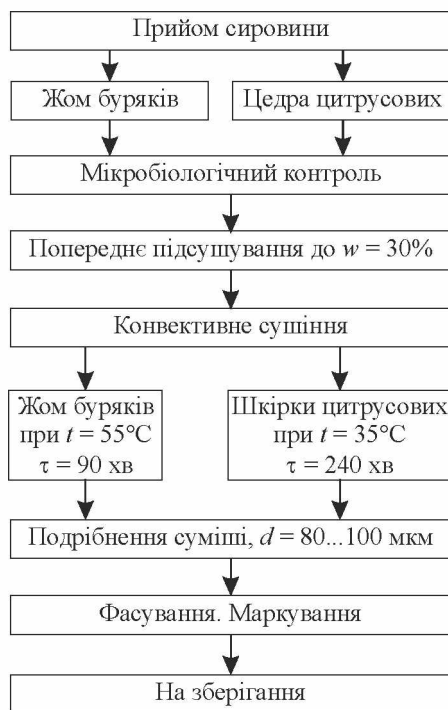 Прийом сировини
Жом буряків
Цедра цитрусових
Мікробіологічний контроль
Попереднє підсушування до w = 30%
Конвективне сушіння
Жом буряків
при t = 55°C
τ = 90 хв
Шкірки цитрусових
при t = 35°C
τ = 240 хв
Подрібнення суміші, d = 80...100 мкм
Фасування. Маркування
На зберігання